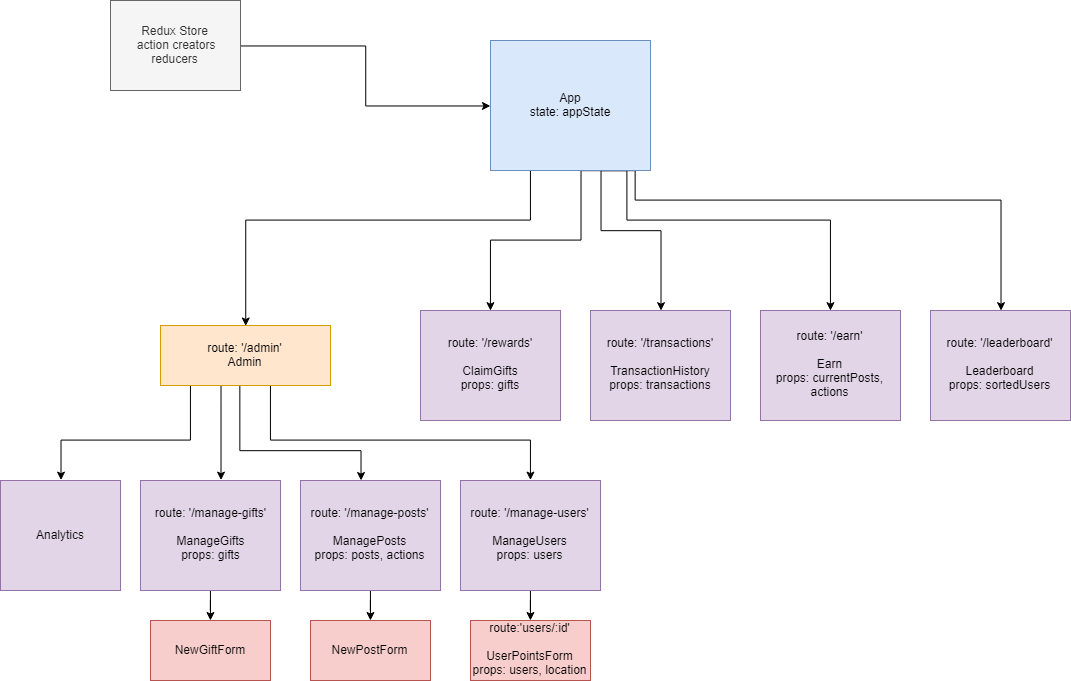 Redux Store
action creators
reducers
App
state: appState
route: '/admin'
Admin
route: '/rewards'
ClaimGifts
props: gifts
route: '/transactions'
TransactionHistory
props: transactions
route: '/earn'
Earn
props: currentPosts,
actions
route: '/leaderboard'
Leaderboard
props: sortedUsers
Analytics
route: '/manage-gifts'
ManageGifts
props: gifts
route: '/manage-posts'
ManagePosts
props: posts, actions
route: '/manage-users'
ManageUsers
props: users
NewGiftForm
NewPostForm
route:'users/:id'
UserPointsForm
props: users, location